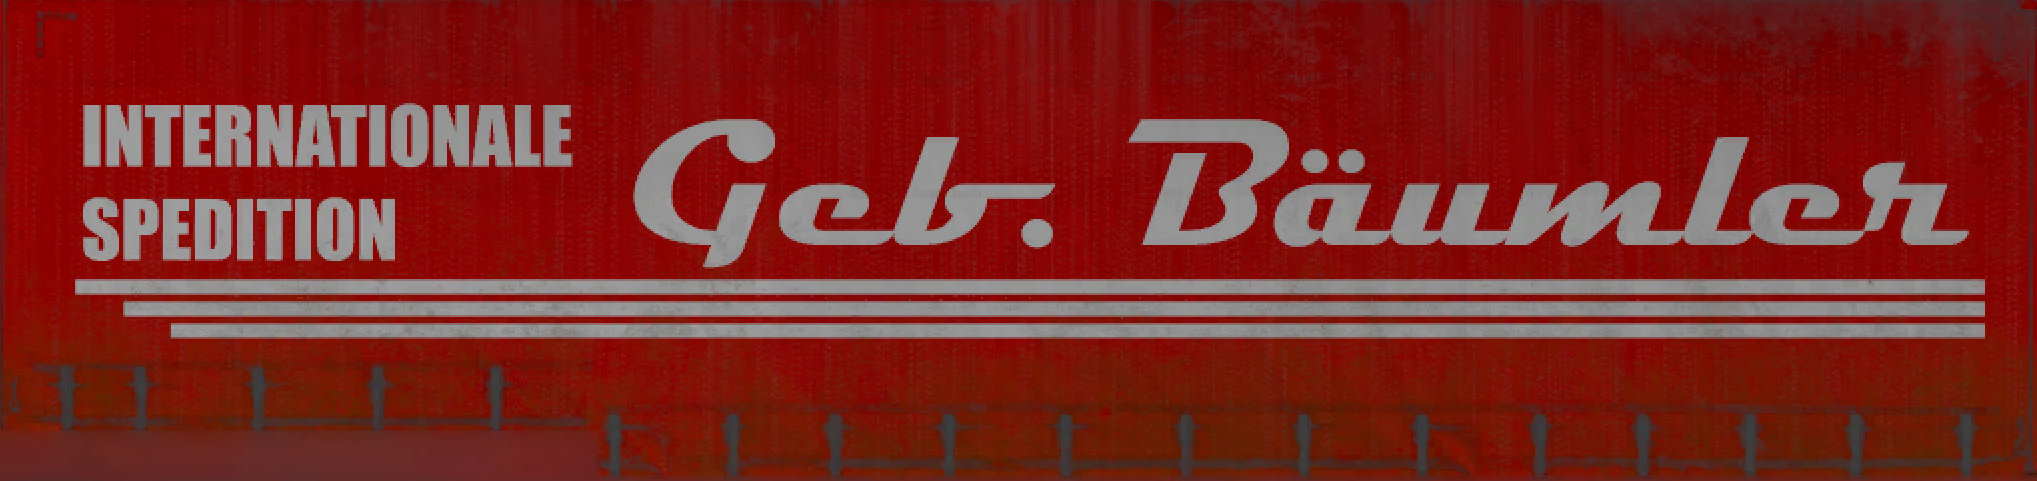 INTERNATIONALE
SPEDITION
Geb. Bäumler